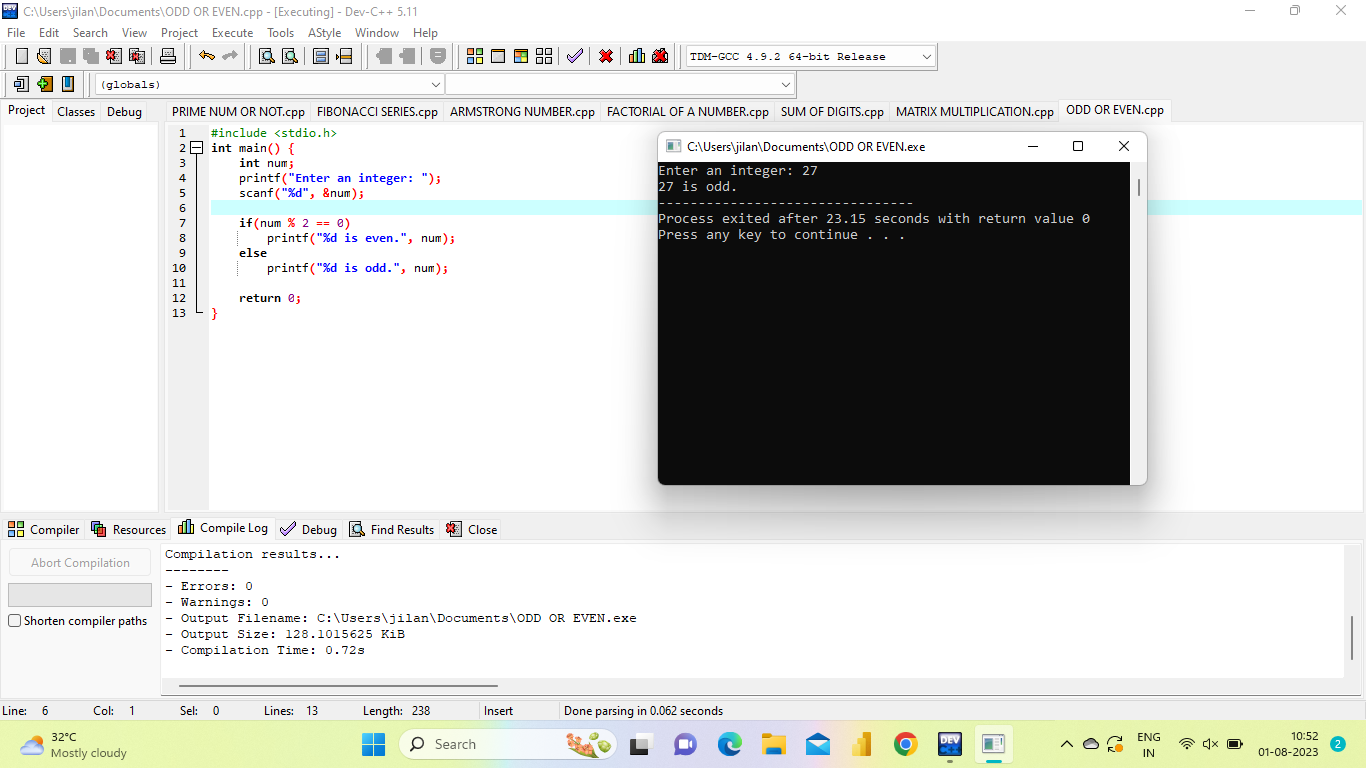 C:\Users\jilan\Documents\ODD OR EVEN.cpp - [Executing] - Dev-C++ 5.11
File Edit Search View Project Execute Tools AStyle Window Help
TDM-GCC 4.9.2 64-bit Release
(globals)
Project Classes Debug
PRIME NUM OR NOT.cpp FIBONACCI SERIES.cpp ARMSTRONG NUMBER.cpp FACTORIAL OF A NUMBER.cpp SUM OF DIGITS.cpp MATRIX MULTIPLICATION.cpp ODD OR EVEN.cpp
1 #include <stdio.h>
2 int main() {
3 int num;
4 printf("Enter an integer: ");
5 scanf("%d", &num);
6
7 if(num % 2 == 0)
8 printf("%d is even.", num);
9 else
10 printf("%d is odd.", num);
11
12 return 0;
13 }
C:\Users\jilan\Documents\ODD OR EVEN.exe
Enter an integer: 27
27 is odd.
--------------------------------
Process exited after 23.15 seconds with return value 0
Press any key to continue . . .
Compiler Resources Compile Log Debug Find Results Close
Abort Compilation
Shorten compiler paths
Compilation results...
--------
- Errors: 0
- Warnings: 0
- Output Filename: C:\Users\jilan\Documents\ODD OR EVEN.exe
- Output Size: 128.1015625 KiB
- Compilation Time: 0.72s
Line: 6 Col: 1 Sel: 0 Lines: 13 Length: 238 Insert Done parsing in 0.062 seconds
32°C
Mostly cloudy
Search
DEV
ENG
IN
10:52
01-08-2023
2